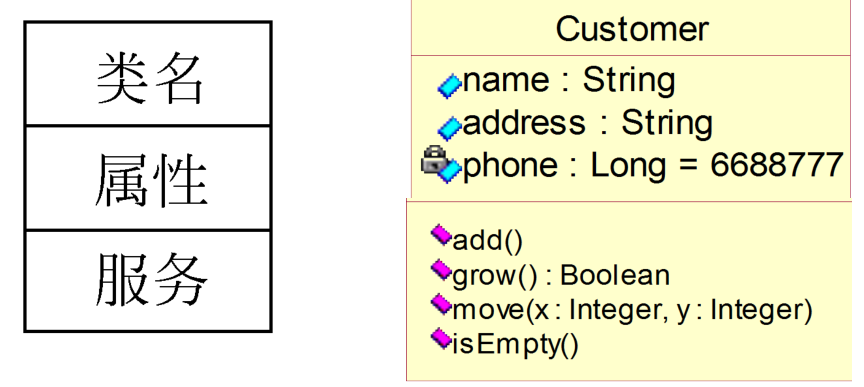 类名
属性
服务
Customer
name : String
address : String
phone : Long = 6688777
add()
grow() : Boolean
move(x : Integer, y : Integer)
isEmpty()